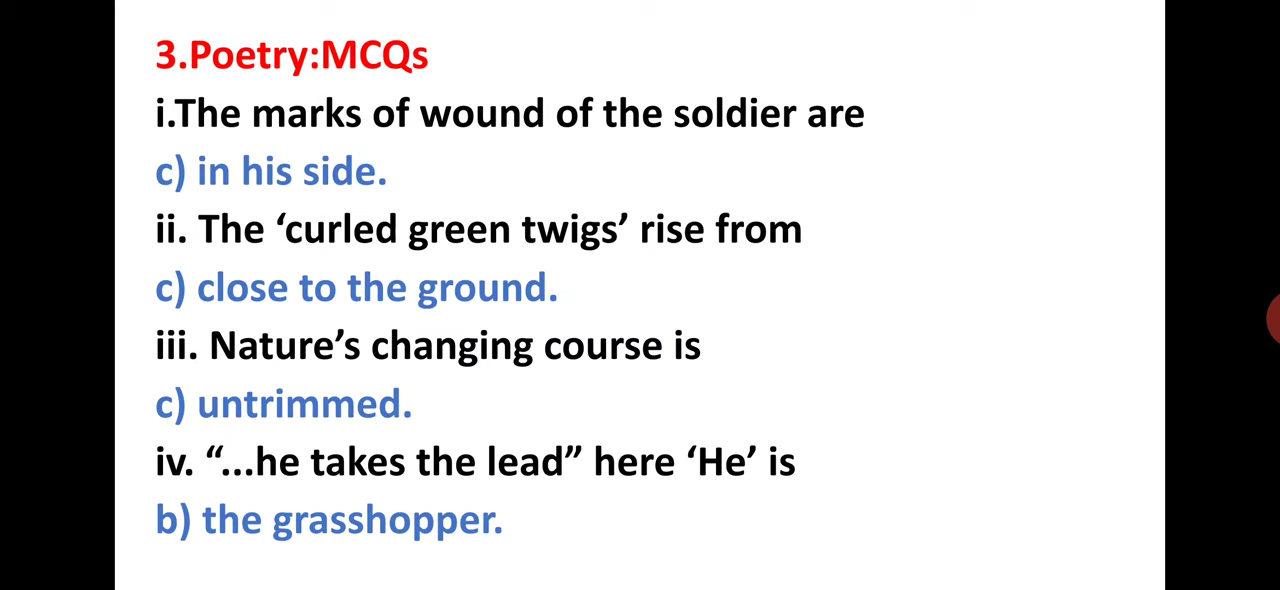 3.Poetry:MCQs
i.The marks of wound of the soldier are
c) in his side.
ii. The ‘curled green twigs’ rise from
c) close to the ground.
iii. Nature’s changing course is
c) untrimmed.
iv. “...he takes the lead” here ‘He’ is
b) the grasshopper.